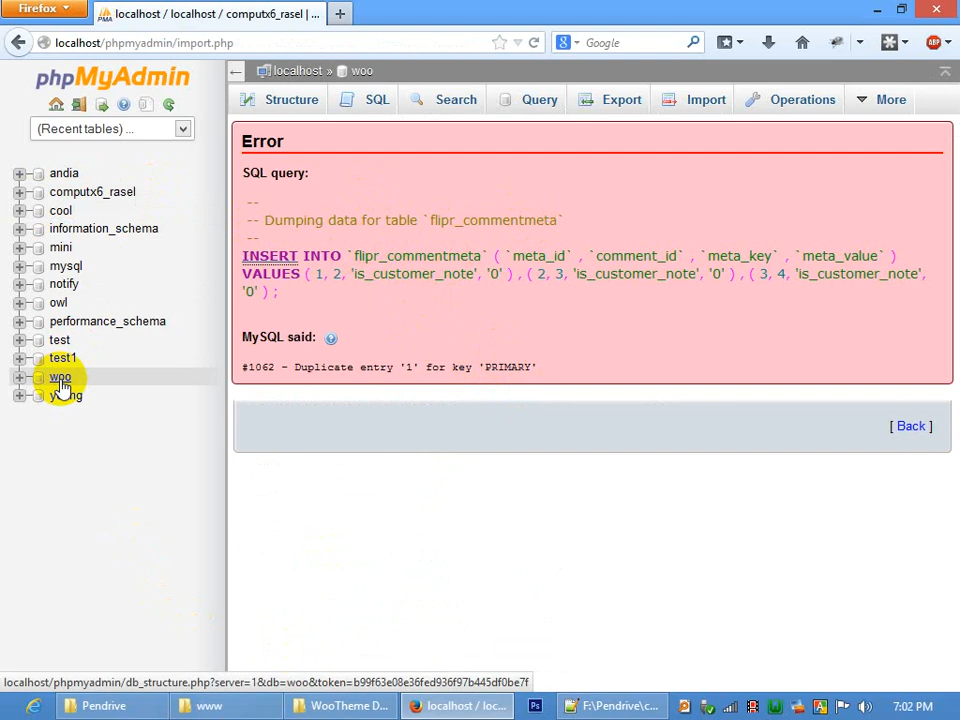 Firefox
localhost / localhost / computx6_rasel | ...
localhost/phpmyadmin/import.php
Google
phpMyAdmin
(Recent tables) ...
andia
computx6_rasel
cool
information_schema
mini
mysql
notify
owl
performance_schema
test
test1
woo
localhost » woo
Structure SQL Search Query Export Import Operations More
Error
SQL query:
--
-- Dumping data for table `flipr_commentmeta`
--
INSERT INTO `flipr_commentmeta` ( `meta_id` , `comment_id` , `meta_key` , `meta_value` )
VALUES ( 1, 2, 'is_customer_note', '0' ) , ( 2, 3, 'is_customer_note', '0' ) , ( 3, 4, 'is_customer_note',
'0' ) ;
MySQL said:
#1062 - Duplicate entry '1' for key 'PRIMARY'
[ Back ]
localhost/phpmyadmin/db_structure.php?server=1&db=woo&token=b99f63e08e36fed936f97b445df0be7f
Pendrive www WooTheme D... localhost / loc... Ps F:\Pendrive\c... 7:02 PM